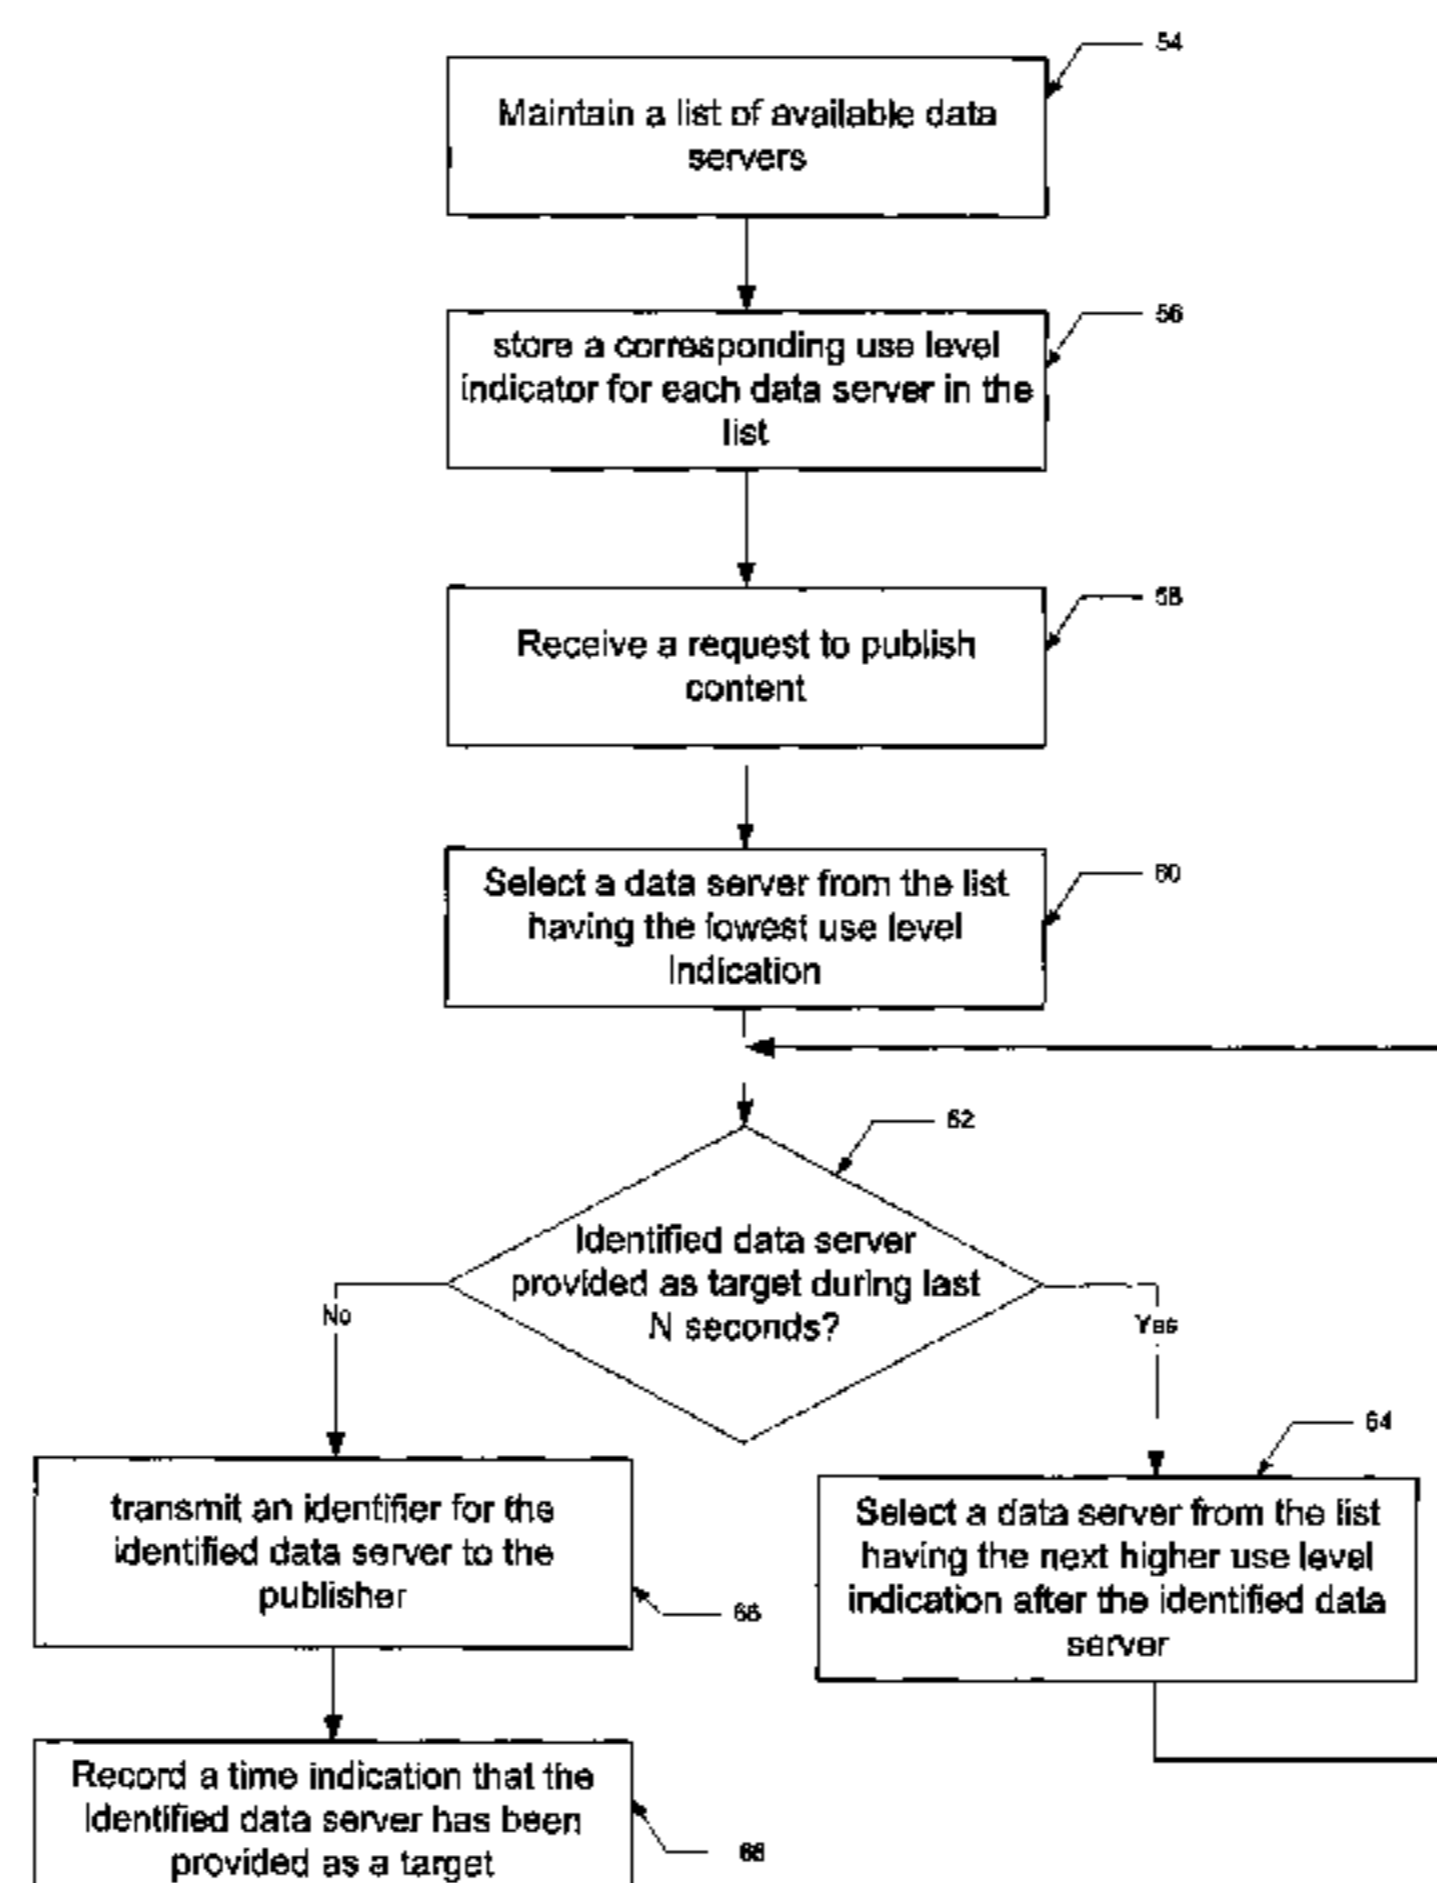 54
Maintain a list of available data
servers
56
store a corresponding use level
indicator for each data server in the
list
58
Receive a request to publish
content
60
Select a data server from the list
having the lowest use level
Indication
62
Identified data server
provided as target during last
N seconds?
No
Yes
64
transmit an identifier for the
identified data server to the
publisher
66
Select a data server from the list
having the next higher use level
indication after the identified data
server
Record a time indication that the
Identified data server has been
provided as a target
68